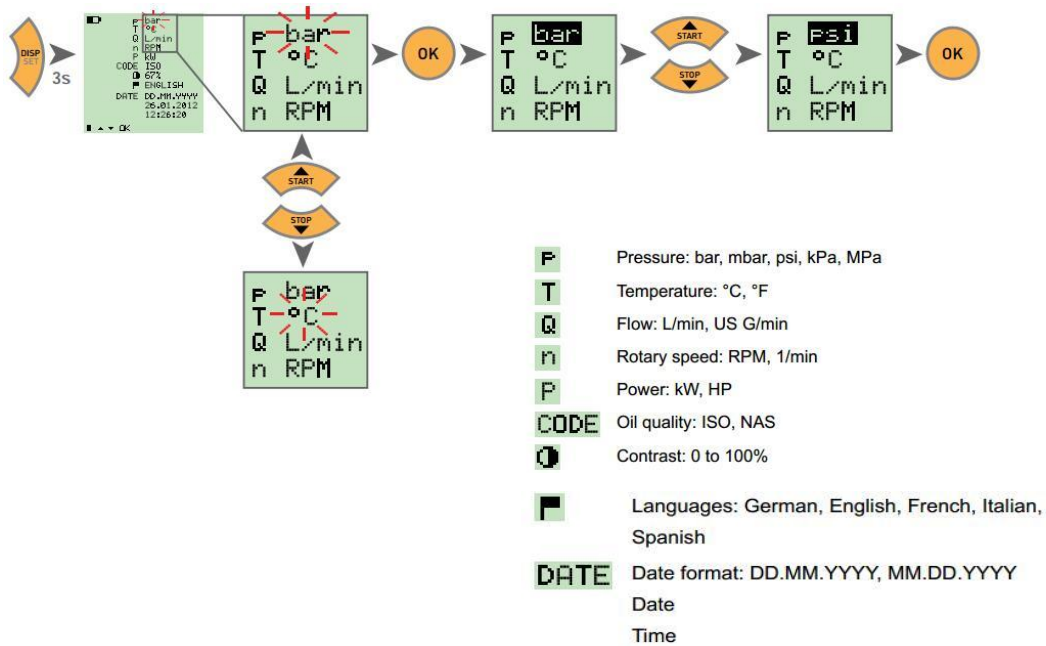 DISP
SET
3s
P bar
T °C
Q L/min
n RPM
P kW
CODE ISO
67%
ENGLISH
DATE DD.MM.YYYY
26.01.2012
12:26:20
OK
P bar
T °C
Q L/min
n RPM
OK
P bar
T °C
Q L/min
n RPM
START
STOP
P psi
T °C
Q L/min
n RPM
OK
START
STOP
P bar
T °C
Q L/min
n RPM
P Pressure: bar, mbar, psi, kPa, MPa
T Temperature: °C, °F
Q Flow: L/min, US G/min
n Rotary speed: RPM, 1/min
P Power: kW, HP
CODE Oil quality: ISO, NAS
Contrast: 0 to 100%
Languages: German, English, French, Italian,
Spanish
DATE Date format: DD.MM.YYYY, MM.DD.YYYY
Date
Time